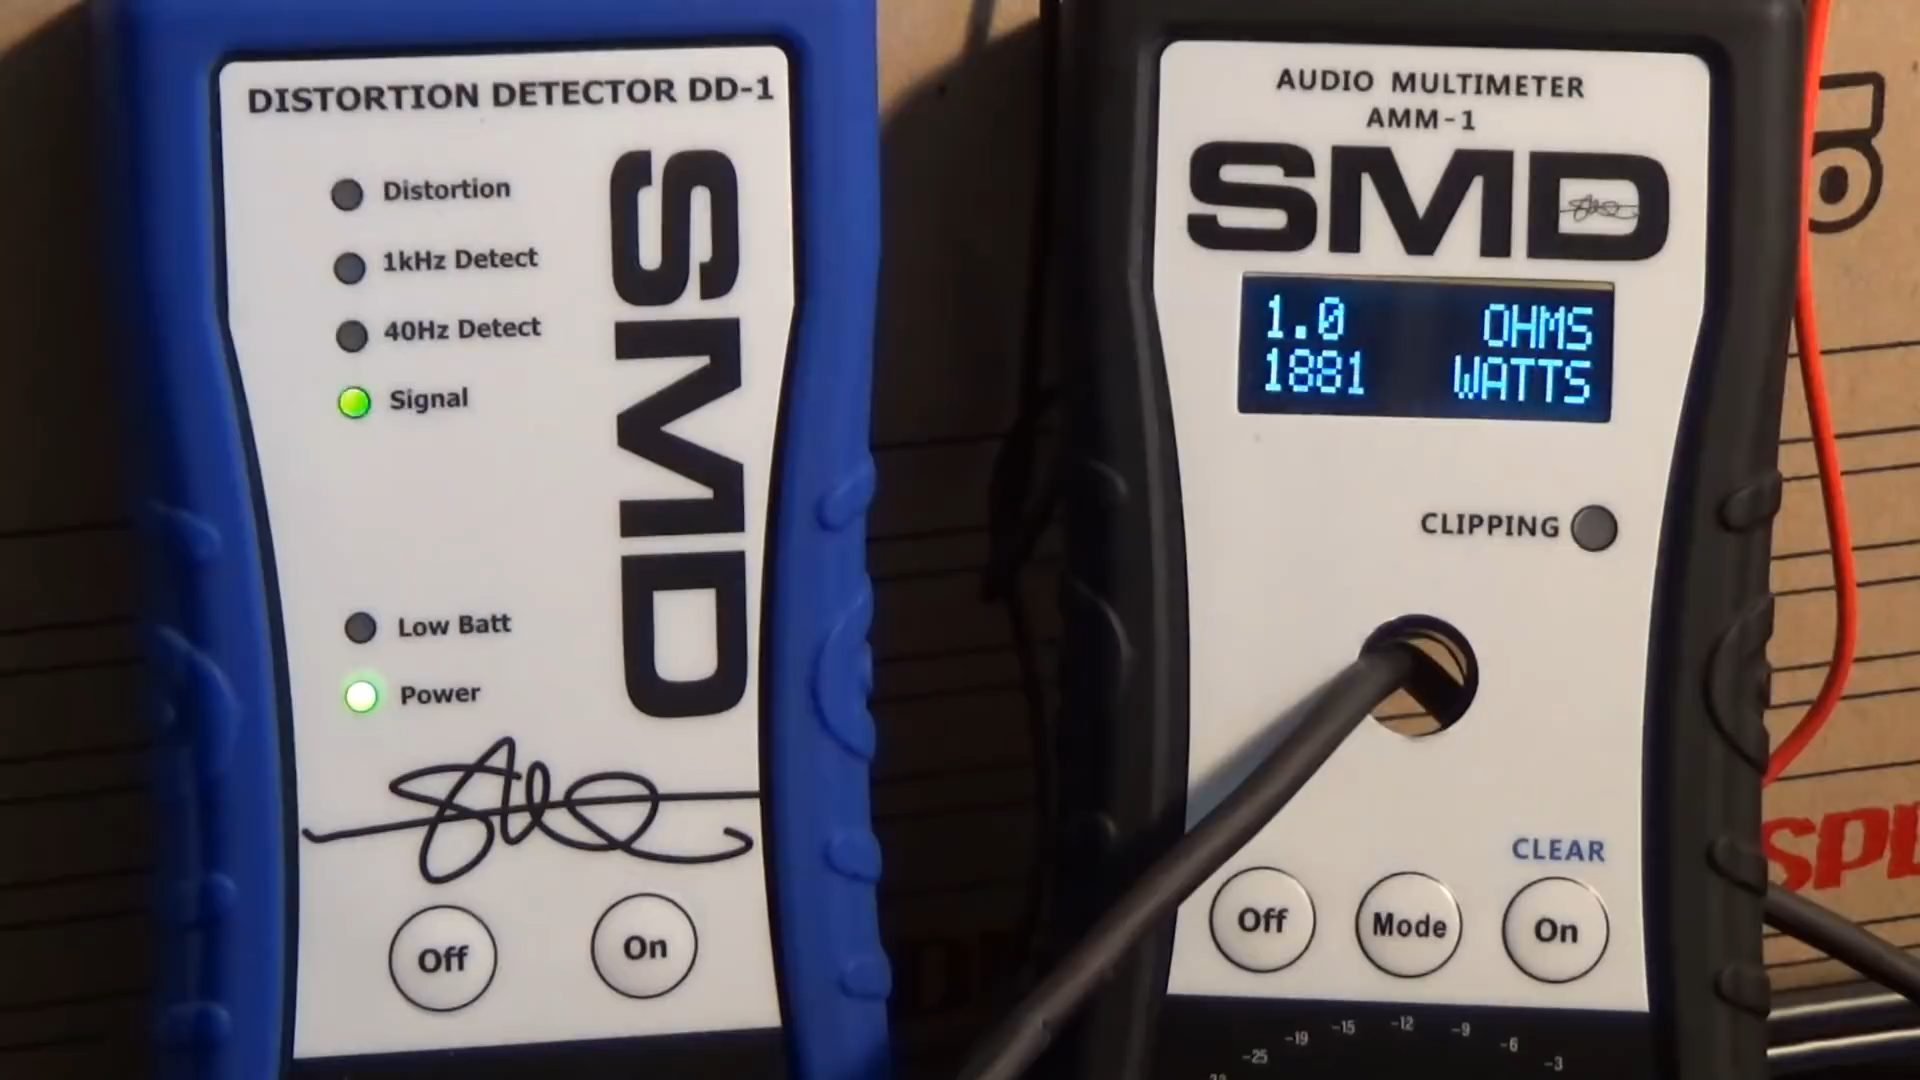 DISTORTION DETECTOR DD-1
Distortion
1kHz Detect
40Hz Detect
Signal
SMD
Low Batt
Power
Off
On
AUDIO MULTIMETER
AMM-1
SMD
1.0 OHMS
1881 WATTS
CLIPPING
CLEAR
Off
Mode
On
-25
-19
-15
-12
-9
-6
-3
SPL